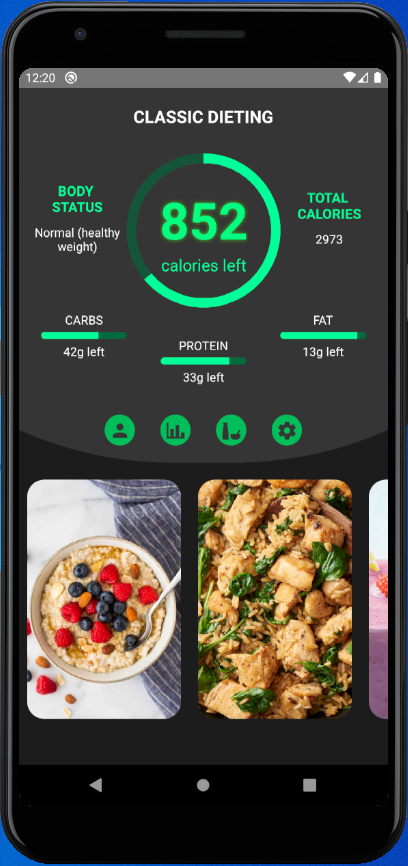 12:20
CLASSIC DIETING
BODY
STATUS
Normal (healthy
weight)
852
calories left
TOTAL
CALORIES
2973
CARBS
42g left
PROTEIN
33g left
FAT
13g left